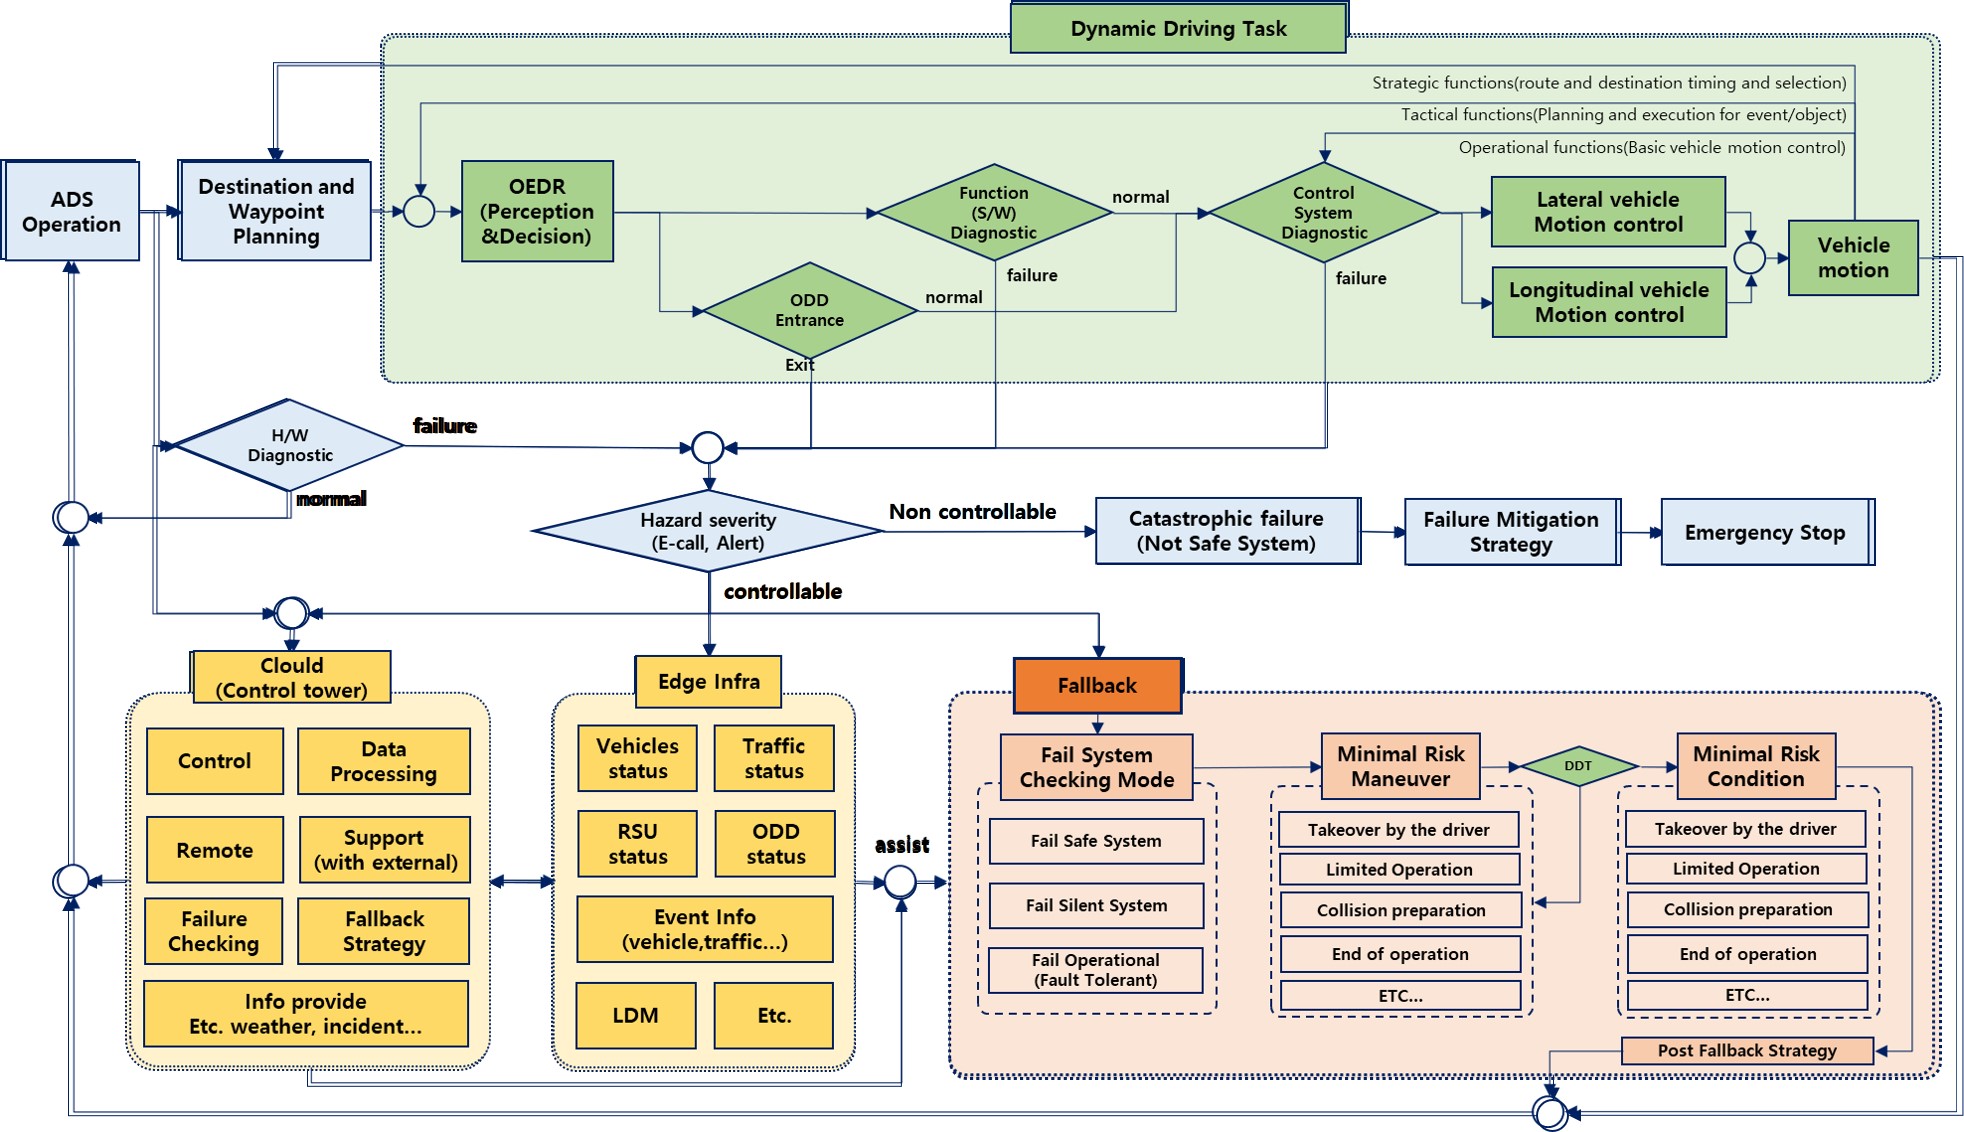 Dynamic Driving Task
Strategic functions(route and destination timing and selection)
Tactical functions(Planning and execution for event/object)
Operational functions(Basic vehicle motion control)
ADS
Operation
Destination and
Waypoint
Planning
OEDR
(Perception
&Decision)
Function
(S/W)
Diagnostic
normal
failure
Control
System
Diagnostic
failure
Lateral vehicle
Motion control
Longitudinal vehicle
Motion control
Vehicle
motion
ODD
Entrance
normal
Exit
H/W
Diagnostic
failure
normal
Hazard severity
(E-call, Alert)
Non controllable
controllable
Catastrophic failure
(Not Safe System)
Failure Mitigation
Strategy
Emergency Stop
Clould
(Control tower)
Control
Data
Processing
Remote
Support
(with external)
Failure
Checking
Fallback
Strategy
Info provide
Etc. weather, incident...
Edge Infra
Vehicles
status
Traffic
status
RSU
status
ODD
status
Event Info
(vehicle,traffic...)
LDM
Etc.
assist
Fallback
Fail System
Checking Mode
Fail Safe System
Fail Silent System
Fail Operational
(Fault Tolerant)
Minimal Risk
Maneuver
Takeover by the driver
Limited Operation
Collision preparation
End of operation
ETC...
DDT
Minimal Risk
Condition
Takeover by the driver
Limited Operation
Collision preparation
End of operation
ETC...
Post Fallback Strategy